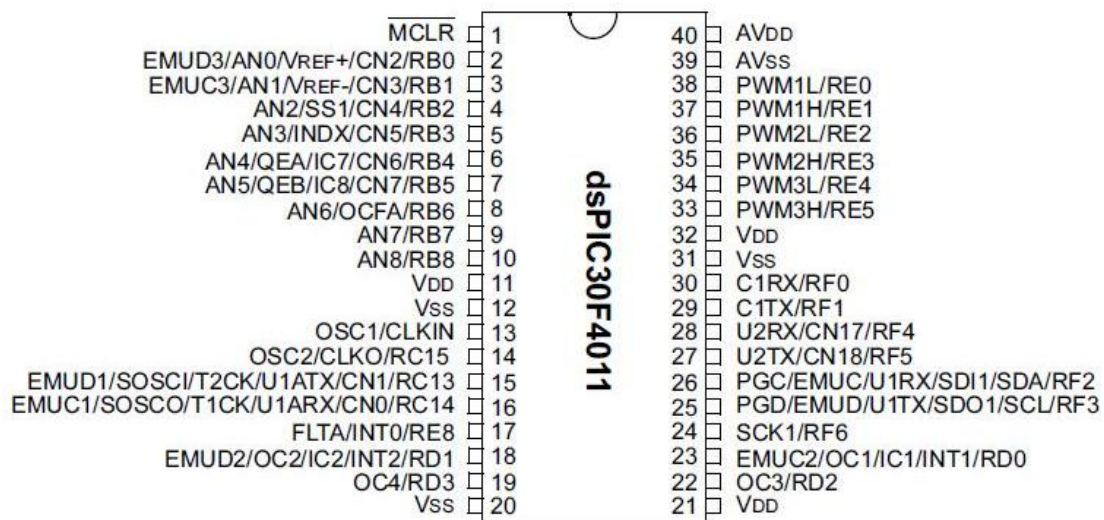 MCLR 1 40 AVDD
EMUD3/AN0/VREF+/CN2/RB0 2 39 AVSS
EMUC3/AN1/VREF-/CN3/RB1 3 38 PWM1L/RE0
AN2/SS1/CN4/RB2 4 37 PWM1H/RE1
AN3/INDX/CN5/RB3 5 36 PWM2L/RE2
AN4/QEA/IC7/CN6/RB4 6 35 PWM2H/RE3
AN5/QEB/IC8/CN7/RB5 7 34 PWM3L/RE4
AN6/OCFA/RB6 8 33 PWM3H/RE5
AN7/RB7 9 32 VDD
AN8/RB8 10 31 VSS
VDD 11 30 C1RX/RF0
VSS 12 29 C1TX/RF1
OSC1/CLKIN 13 28 U2RX/CN17/RF4
OSC2/CLKO/RC15 14 27 U2TX/CN18/RF5
EMUD1/SOSCI/T2CK/U1ATX/CN1/RC13 15 26 PGC/EMUC/U1RX/SDI1/SDA/RF2
EMUC1/SOSCO/T1CK/U1ARX/CN0/RC14 16 25 PGD/EMUD/U1TX/SDO1/SCL/RF3
FLTA/INT0/RE8 17 24 SCK1/RF6
EMUD2/OC2/IC2/INT2/RD1 18 23 EMUC2/OC1/IC1/INT1/RD0
OC4/RD3 19 22 OC3/RD2
VSS 20 21 VDD
dsPIC30F4011